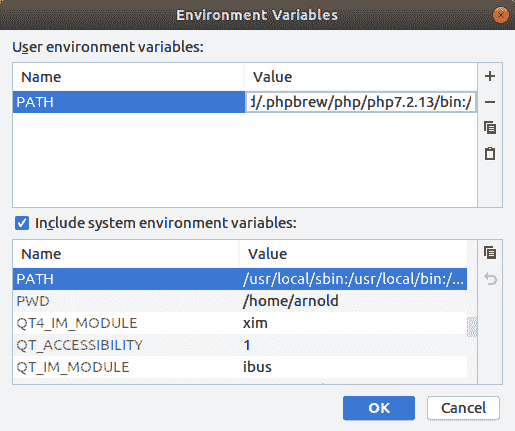 Environment Variables
User environment variables:
Name Value
PATH d/.phpbrew/php/php7.2.13/bin:/
Include system environment variables:
Name Value
PATH /usr/local/sbin:/usr/local/bin:/...
PWD /home/arnold
QT4_IM_MODULE xim
QT_ACCESSIBILITY 1
QT_IM_MODULE ibus
OK Cancel